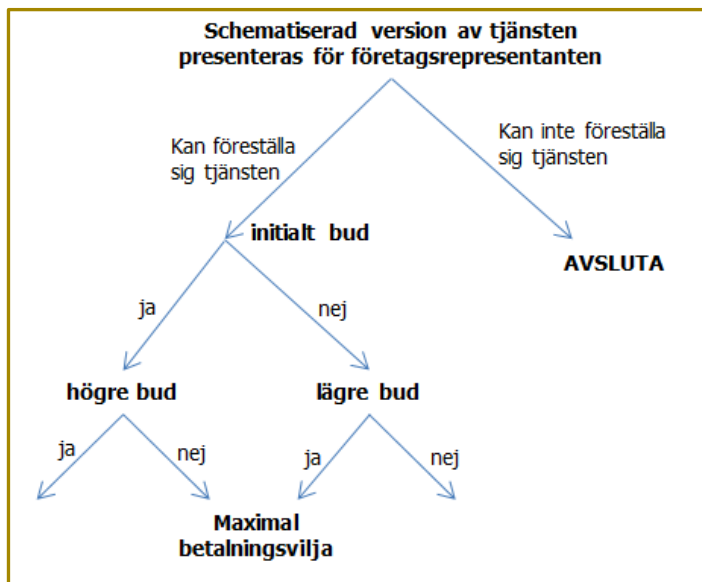 Schematiserad version av tjänsten
presenteras för företagsrepresentanten
Kan föreställa
sig tjänsten
Kan inte föreställa
sig tjänsten
initialt bud
AVSLUTA
ja
nej
högre bud
lägre bud
ja
nej
ja
nej
Maximal
betalningsvilja